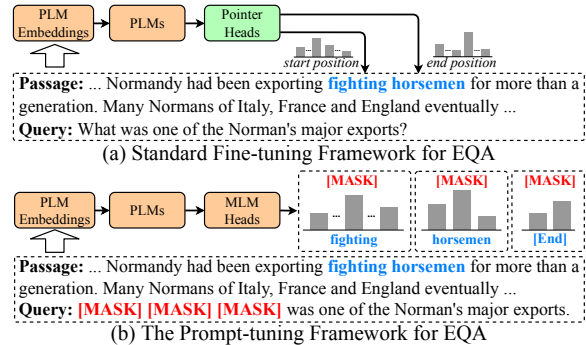 PLM Embeddings
PLMs
Pointer Heads
start position
end position
Passage: ... Normandy had been exporting fighting horsemen for more than a
generation. Many Normans of Italy, France and England eventually ...
Query: What was one of the Norman's major exports?
(a) Standard Fine-tuning Framework for EQA
PLM Embeddings
PLMs
MLM Heads
[MASK]
[MASK]
[MASK]
... ...
fighting
horsemen
[End]
Passage: ... Normandy had been exporting fighting horsemen for more than a
generation. Many Normans of Italy, France and England eventually ...
Query: [MASK] [MASK] [MASK] was one of the Norman's major exports.
(b) The Prompt-tuning Framework for EQA